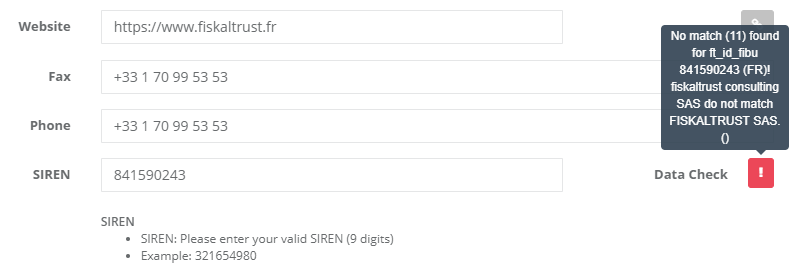 Website
https://www.fiskaltrust.fr
No match (11) found
for ft_id_fibu
841590243 (FR)!
fiskaltrust consulting
SAS do not match
FISKALTRUST SAS.
()
Fax
+33 1 70 99 53 53
Phone
+33 1 70 99 53 53
SIREN
841590243
Data Check
!
SIREN
• SIREN: Please enter your valid SIREN (9 digits)
• Example: 321654980